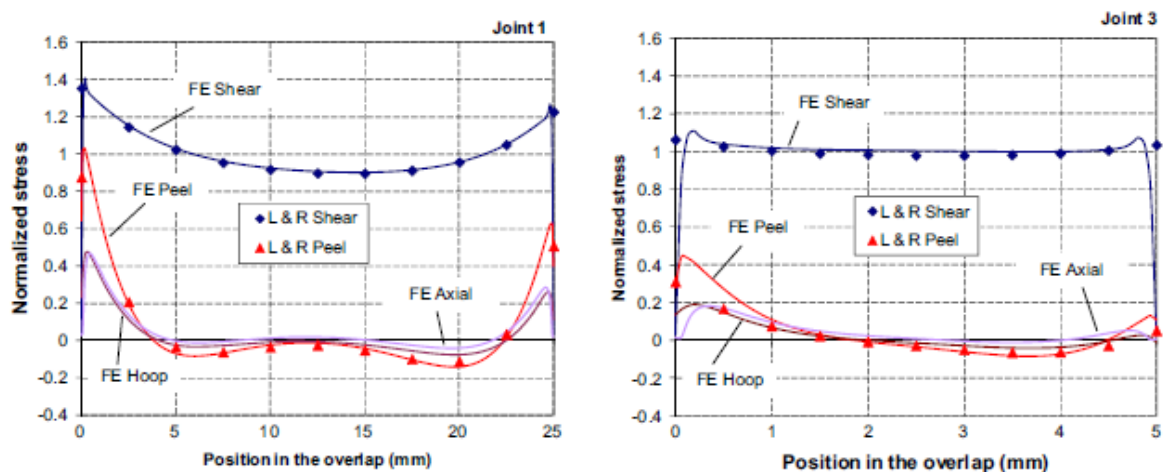 Joint 1
1.6
1.4
1.2
1
0.8
0.6
0.4
0.2
0
-0.2
-0.4
Normalized stress
FE Shear
FE Peel
L & R Shear
L & R Peel
FE Axial
FE Hoop
0
5
10
15
20
25
Position in the overlap (mm)
Joint 3
1.6
1.4
1.2
1
0.8
0.6
0.4
0.2
0
-0.2
-0.4
Normalized stress
FE Shear
FE Peel
L & R Shear
L & R Peel
FE Axial
FE Hoop
0
1
2
3
4
5
Position in the overlap (mm)